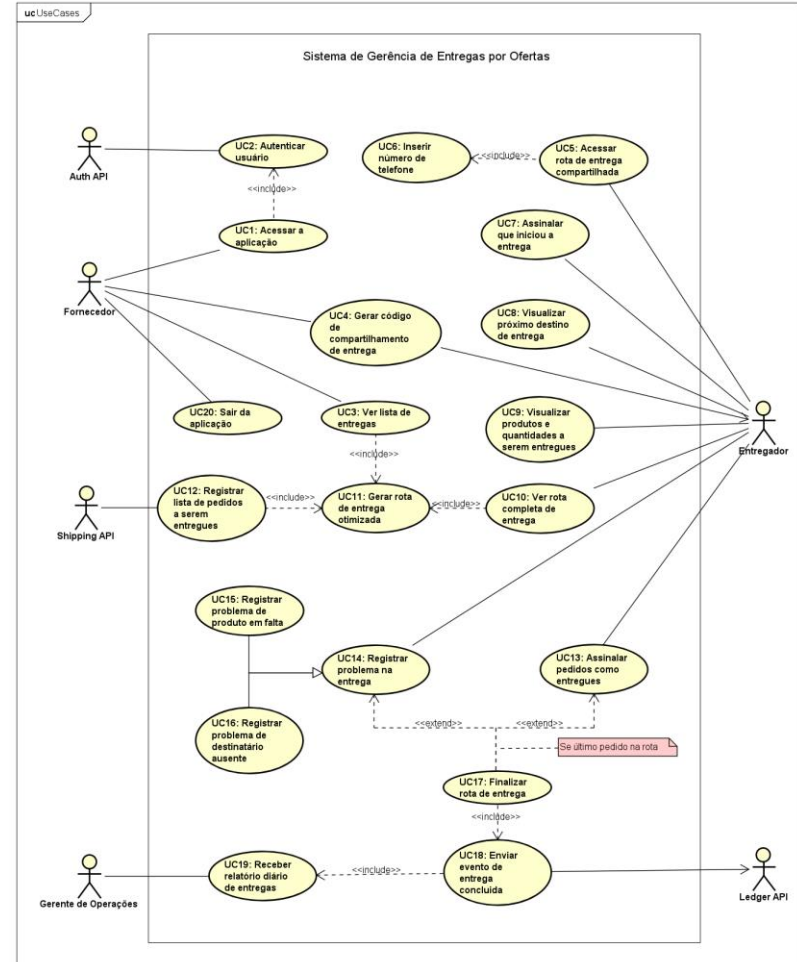 uc UseCases
Sistema de Gerência de Entregas por Ofertas
Auth API
UC2: Autenticar
usuário
<<include>>
UC1: Acessar a
aplicação
UC6: Inserir
número de
telefone
<<include>>
UC5: Acessar
rota de entrega
compartilhada
UC7: Assinalar
que iniciou a
entrega
Fornecedor
UC4: Gerar código
de
compartilhamento
de entrega
UC8: Visualizar
próximo destino
de entrega
UC20: Sair da
aplicação
UC3: Ver lista de
entregas
UC9: Visualizar
produtos e
quantidades a
serem entregues
Entregador
<<include>>
Shipping API
UC12: Registrar
lista de pedidos
a serem
entregues
<<include>>
UC11: Gerar rota
de entrega
otimizada
<<include>>
UC10: Ver rota
completa de
entrega
UC15: Registrar
problema de
produto em falta
UC14: Registrar
problema na
entrega
UC13: Assinalar
pedidos como
entregues
UC16: Registrar
problema de
destinatário
ausente
<<extend>>
<<extend>>
Se último pedido na rota
UC17: Finalizar
rota de entrega
<<include>>
Gerente de Operações
UC19: Receber
relatório diário
de entregas
<<include>>
UC18: Enviar
evento de
entrega
concluida
Ledger API